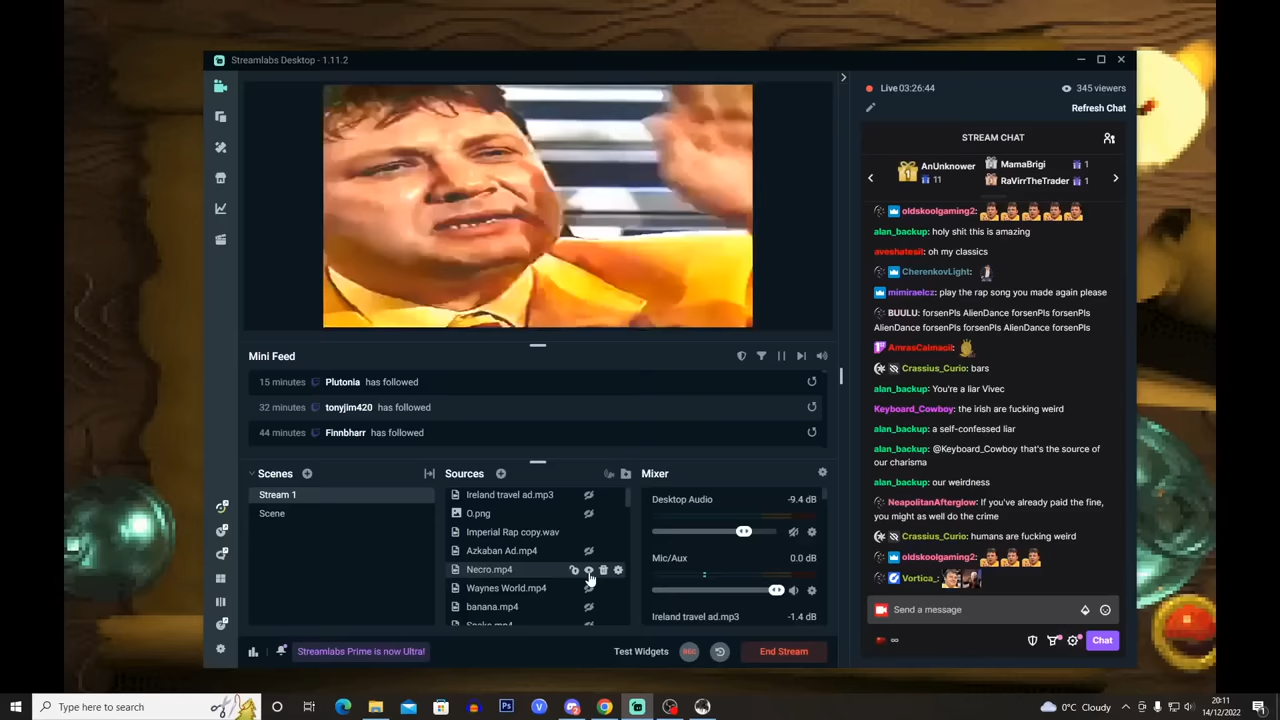 Streamlabs Desktop - 1.11.2
Live 03:26:44
345 viewers
Refresh Chat
STREAM CHAT
AnUnknower
11
MamaBrigi
1
RaVirrTheTrader
1
oldskoolgaming2:
alan_backup: holy shit this is amazing
aveshatesit: oh my classics
CherenkovLight:
mimiraelcz: play the rap song you made again please
BUULU: forsenPls AlienDance forsenPls forsenPls
AlienDance forsenPls forsenPls AlienDance forsenPls
AmrasCalmacil:
Crassius_Curio: bars
alan_backup: You're a liar Vivec
Keyboard_Cowboy: the irish are fucking weird
alan_backup: a self-confessed liar
alan_backup: @Keyboard_Cowboy that's the source of
our charisma
alan_backup: our weirdness
NeapolitanAfterglow: If you've already paid the fine,
you might as well do the crime
Crassius_Curio: humans are fucking weird
oldskoolgaming2:
Vortica_:
Send a message
∞
Chat
Mini Feed
15 minutes Plutonia has followed
32 minutes tonyjim420 has followed
44 minutes Finnbharr has followed
Scenes
Stream 1
Scene
Sources
Ireland travel ad.mp3
O.png
Imperial Rap copy.wav
Azkaban Ad.mp4
Necro.mp4
Waynes World.mp4
banana.mp4
Mixer
Desktop Audio -9.4 dB
Mic/Aux 0.0 dB
Ireland travel ad.mp3 -1.4 dB
Streamlabs Prime is now Ultra!
Test Widgets
REC
End Stream
Type here to search
Ps
V
0°C Cloudy
20:11
14/12/2022